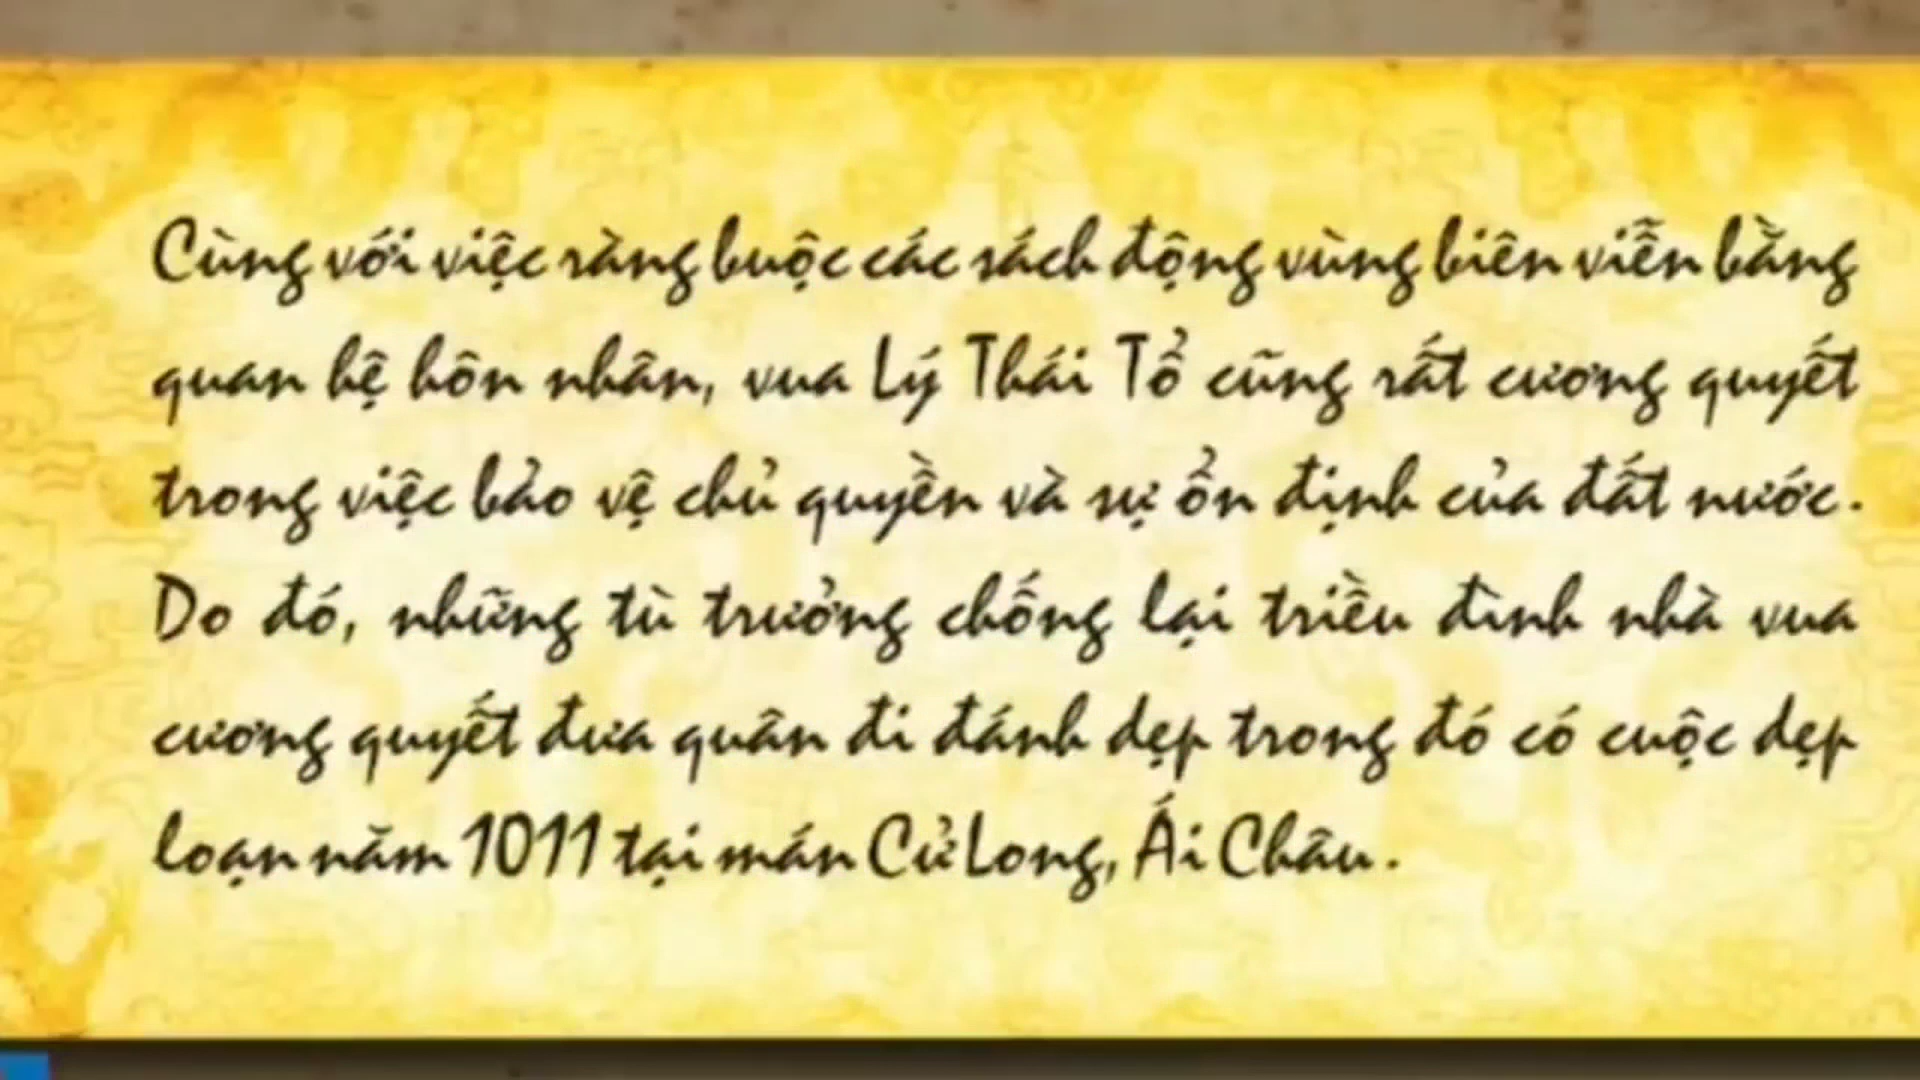 Cùng với việc ràng buộc các sách động vùng biên viễn bằng
quan hệ hôn nhân, vua Lý Thái Tổ cũng rất cương quyết
trong việc bảo vệ chủ quyền và sự ổn định của đất nước.
Do đó, những tù trưởng chống lại triều đình nhà vua
cương quyết đưa quân đi đánh dẹp trong đó có cuộc dẹp
loạn năm 1011 tại mán Cử Long, Ái Châu.